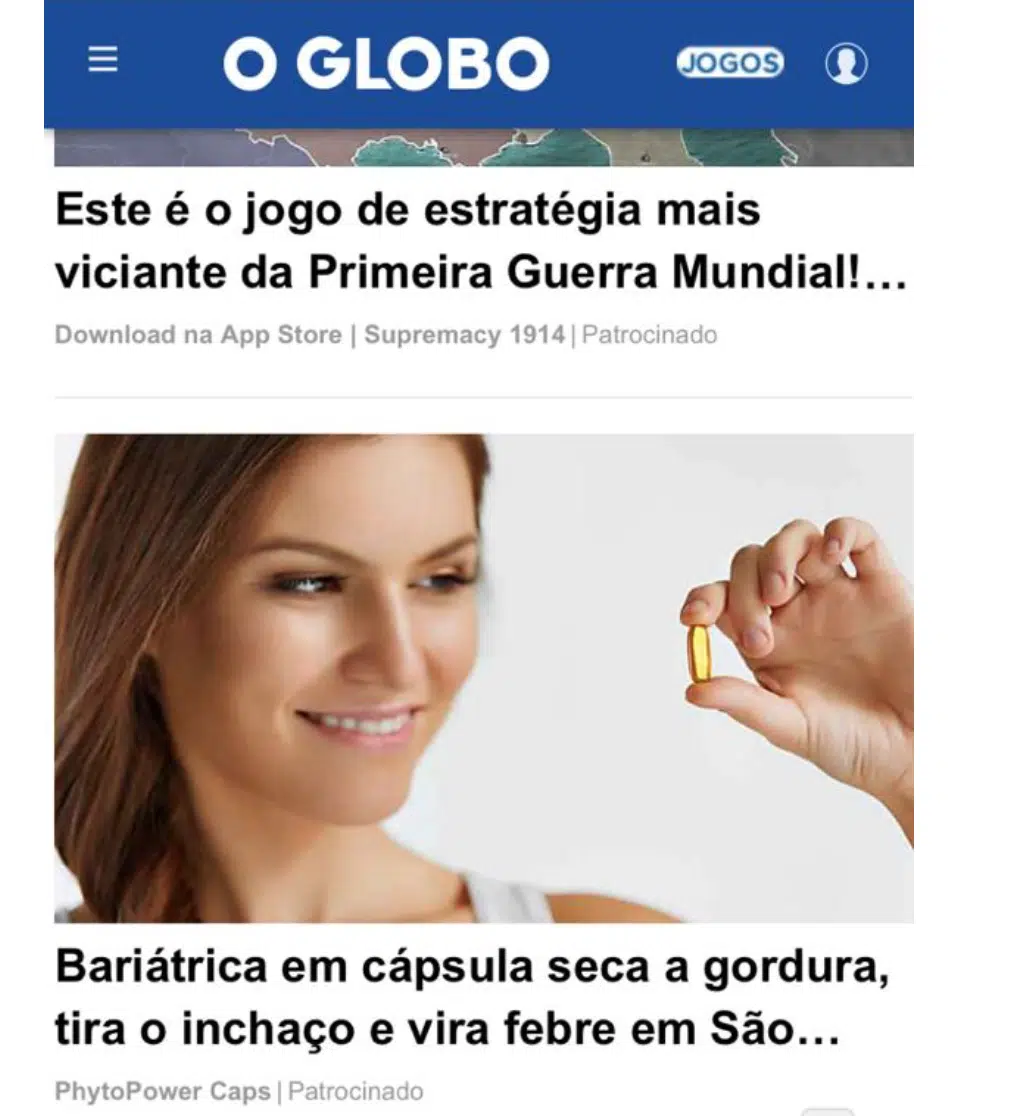 O GLOBO
JOGOS
Este é o jogo de estratégia mais
viciante da Primeira Guerra Mundial!...
Download na App Store | Supremacy 1914 | Patrocinado
Bariátrica em cápsula seca a gordura,
tira o inchaço e vira febre em São...
PhytoPower Caps | Patrocinado